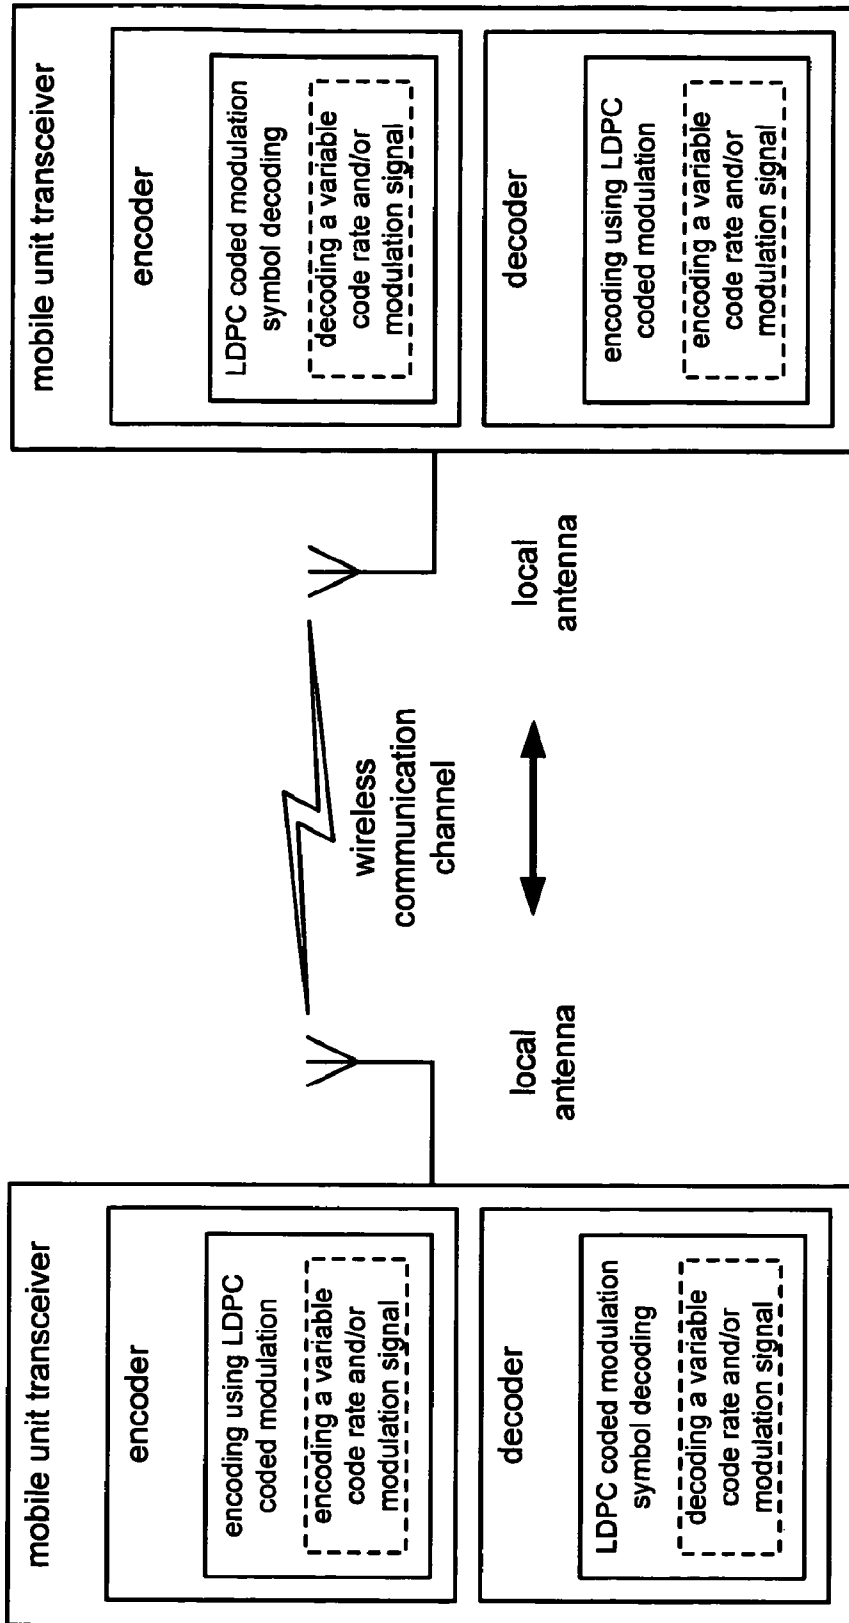 mobile unit transceiver
encoder
encoding using LDPC
coded modulation
encoding a variable
code rate and/or
modulation signal
decoder
LDPC coded modulation
symbol decoding
decoding a variable
code rate and/or
modulation signal
local
antenna
wireless
communication
channel
local
antenna
mobile unit transceiver
encoder
LDPC coded modulation
symbol decoding
decoding a variable
code rate and/or
modulation signal
decoder
encoding using LDPC
coded modulation
encoding a variable
code rate and/or
modulation signal